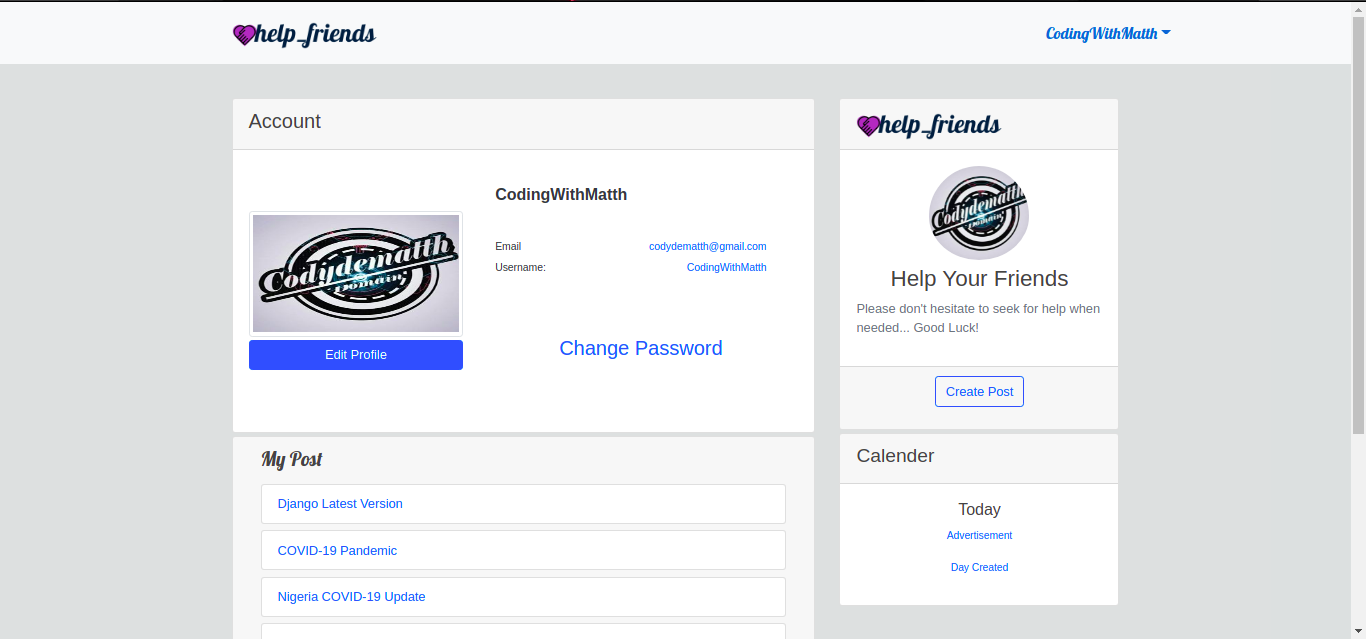 help_friends
CodingWithMatth
Account
CodingWithMatth
Email codydematth@gmail.com
Username: CodingWithMatth
Codydematth
Domain
Edit Profile
Change Password
My Post
Django Latest Version
COVID-19 Pandemic
Nigeria COVID-19 Update
help_friends
Codydematth
Domain
Help Your Friends
Please don't hesitate to seek for help when
needed... Good Luck!
Create Post
Calender
Today
Advertisement
Day Created